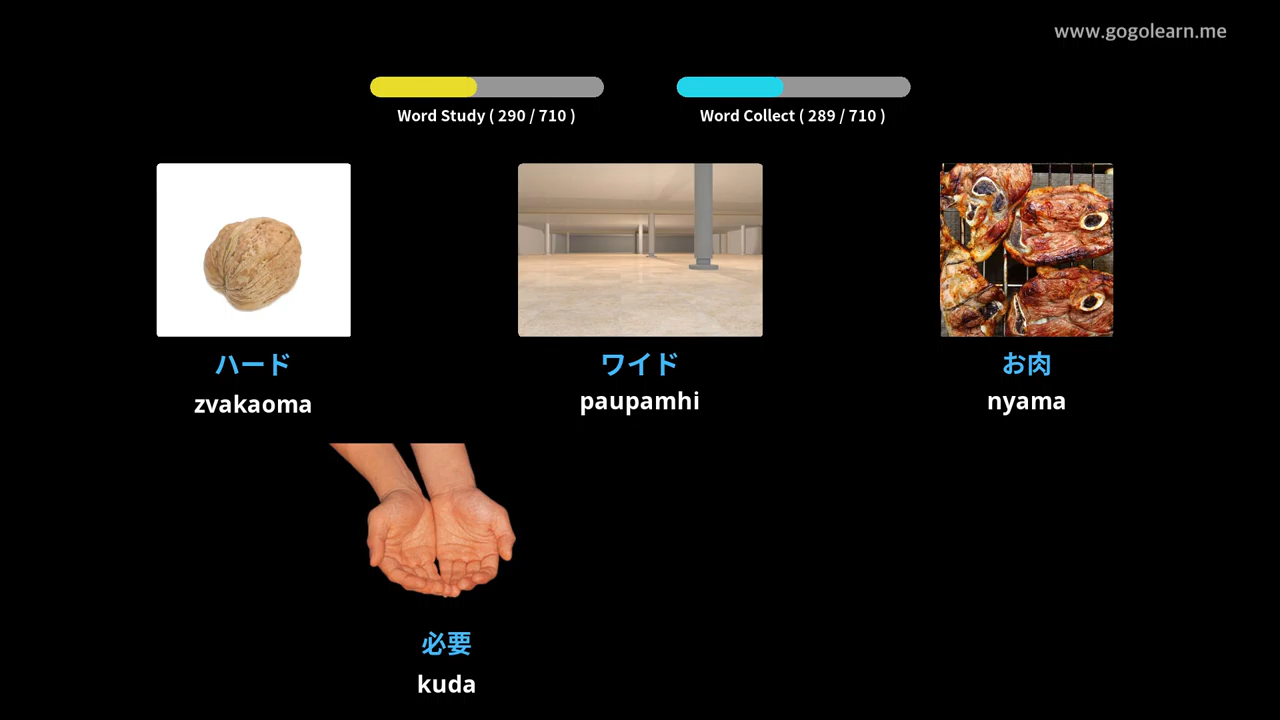 www.gogolearn.me
Word Study ( 290 / 710 )
Word Collect ( 289 / 710 )
ハード
zvakaoma
ワイド
paupamhi
お肉
nyama
必要
kuda